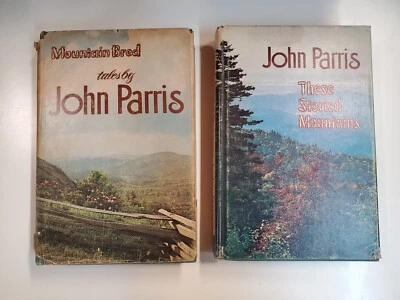 Mountain Bred
tales by
John Parris
John Parris
These
Storied
Mountains